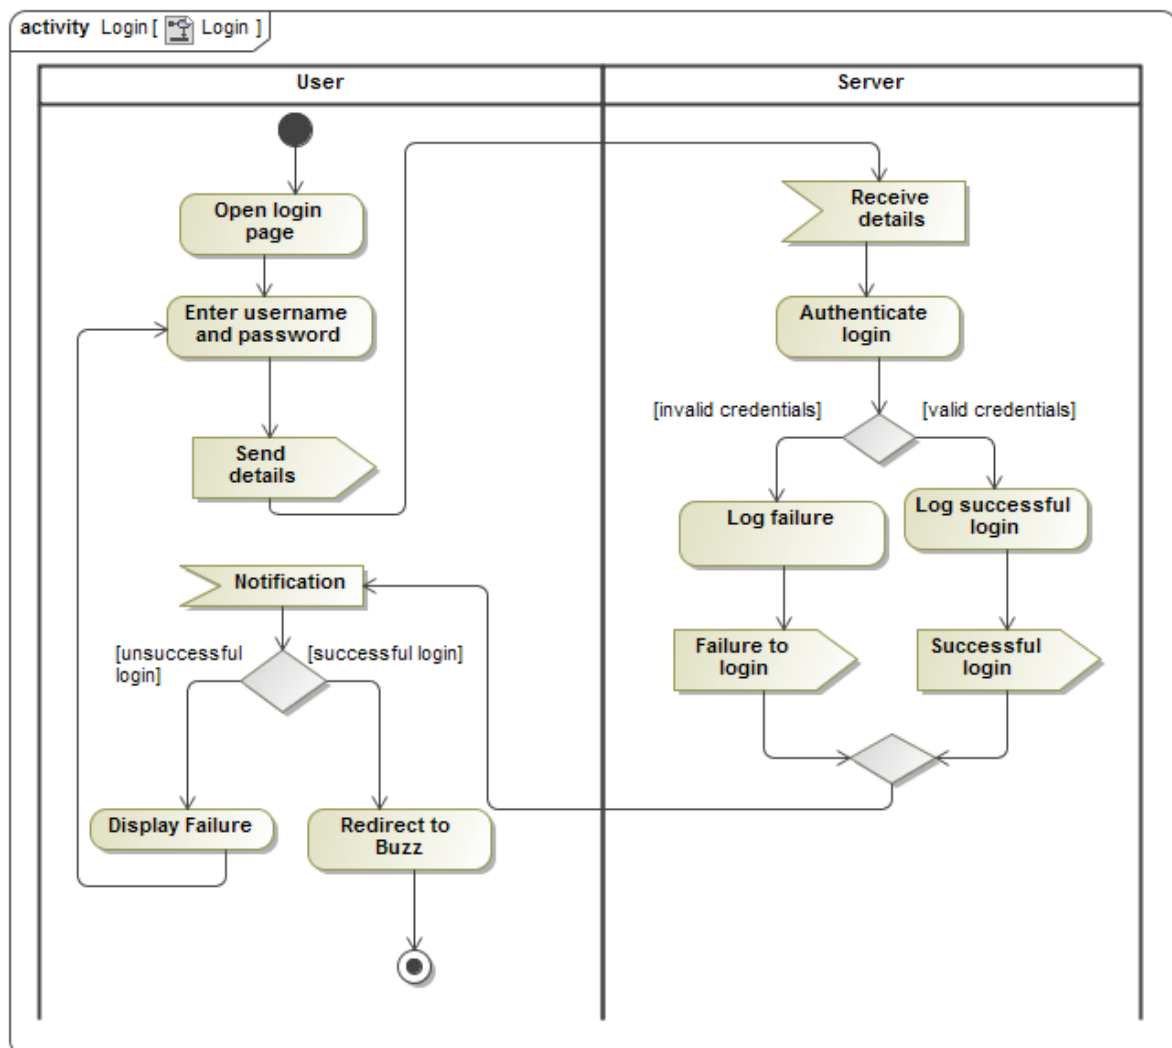 activity Login [ Login ]
User
Server
Open login
page
Enter username
and password
Send
details
Notification
[unsuccessful
login]
[successful login]
Display Failure
Redirect to
Buzz
Receive
details
Authenticate
login
[invalid credentials]
[valid credentials]
Log failure
Log successful
login
Failure to
login
Successful
login